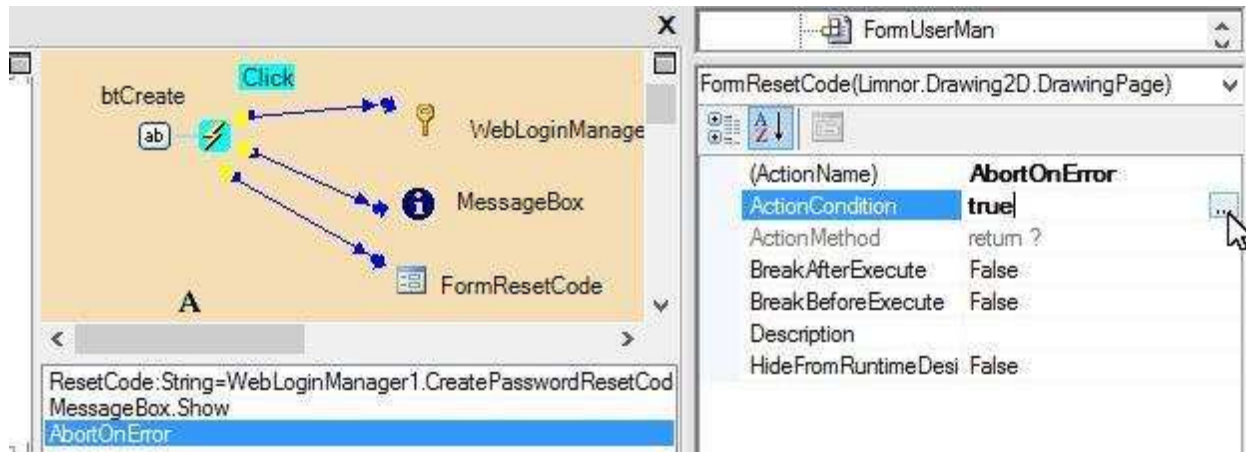 X
Click
btCreate
ab
WebLoginManage
MessageBox
FormResetCode
A
ResetCode:String=WebLoginManager1.CreatePasswordResetCod
MessageBox.Show
AbortOnError
FormUserMan
FormResetCode(Limnor.Drawing2D.DrawingPage)
A
Z
(ActionName) AbortOnError
ActionCondition true
...
ActionMethod return ?
BreakAfterExecute False
BreakBeforeExecute False
Description
HideFromRuntimeDesi False